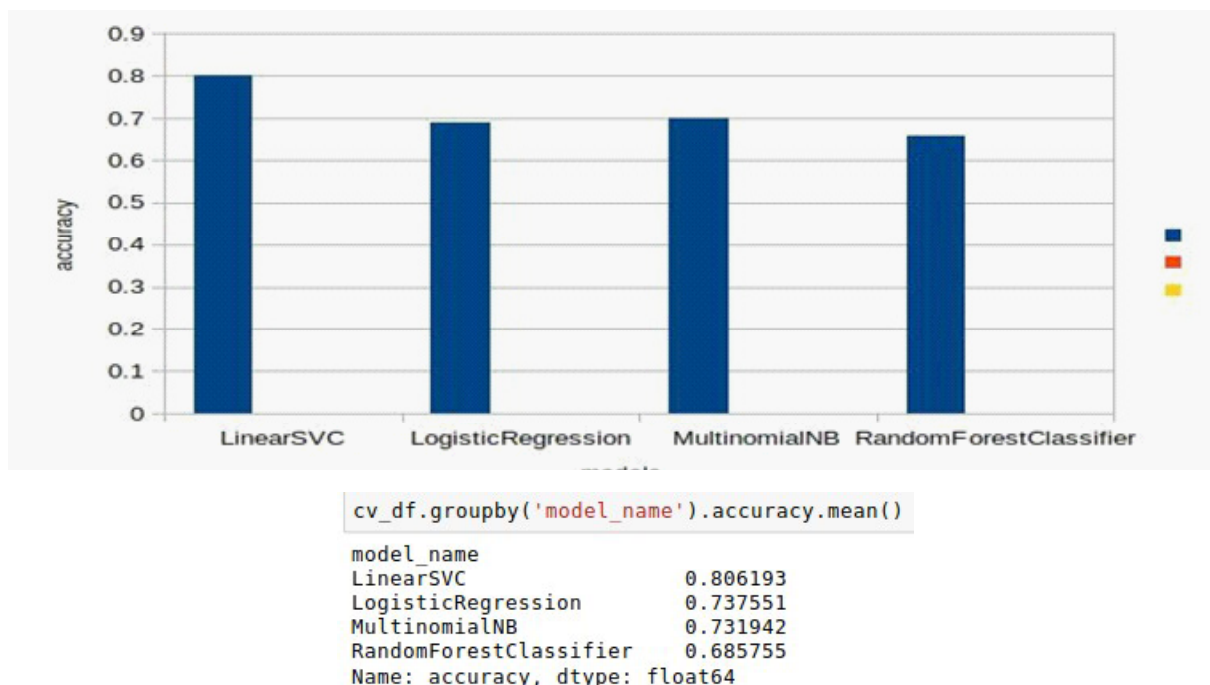 0.9
0.8
0.7
0.6
0.5
0.4
0.3
0.2
0.1
0
accuracy
LinearSVC LogisticRegression MultinomialNB RandomForestClassifier
cv_df.groupby('model_name').accuracy.mean()
model_name
LinearSVC 0.806193
LogisticRegression 0.737551
MultinomialNB 0.731942
RandomForestClassifier 0.685755
Name: accuracy, dtype: float64